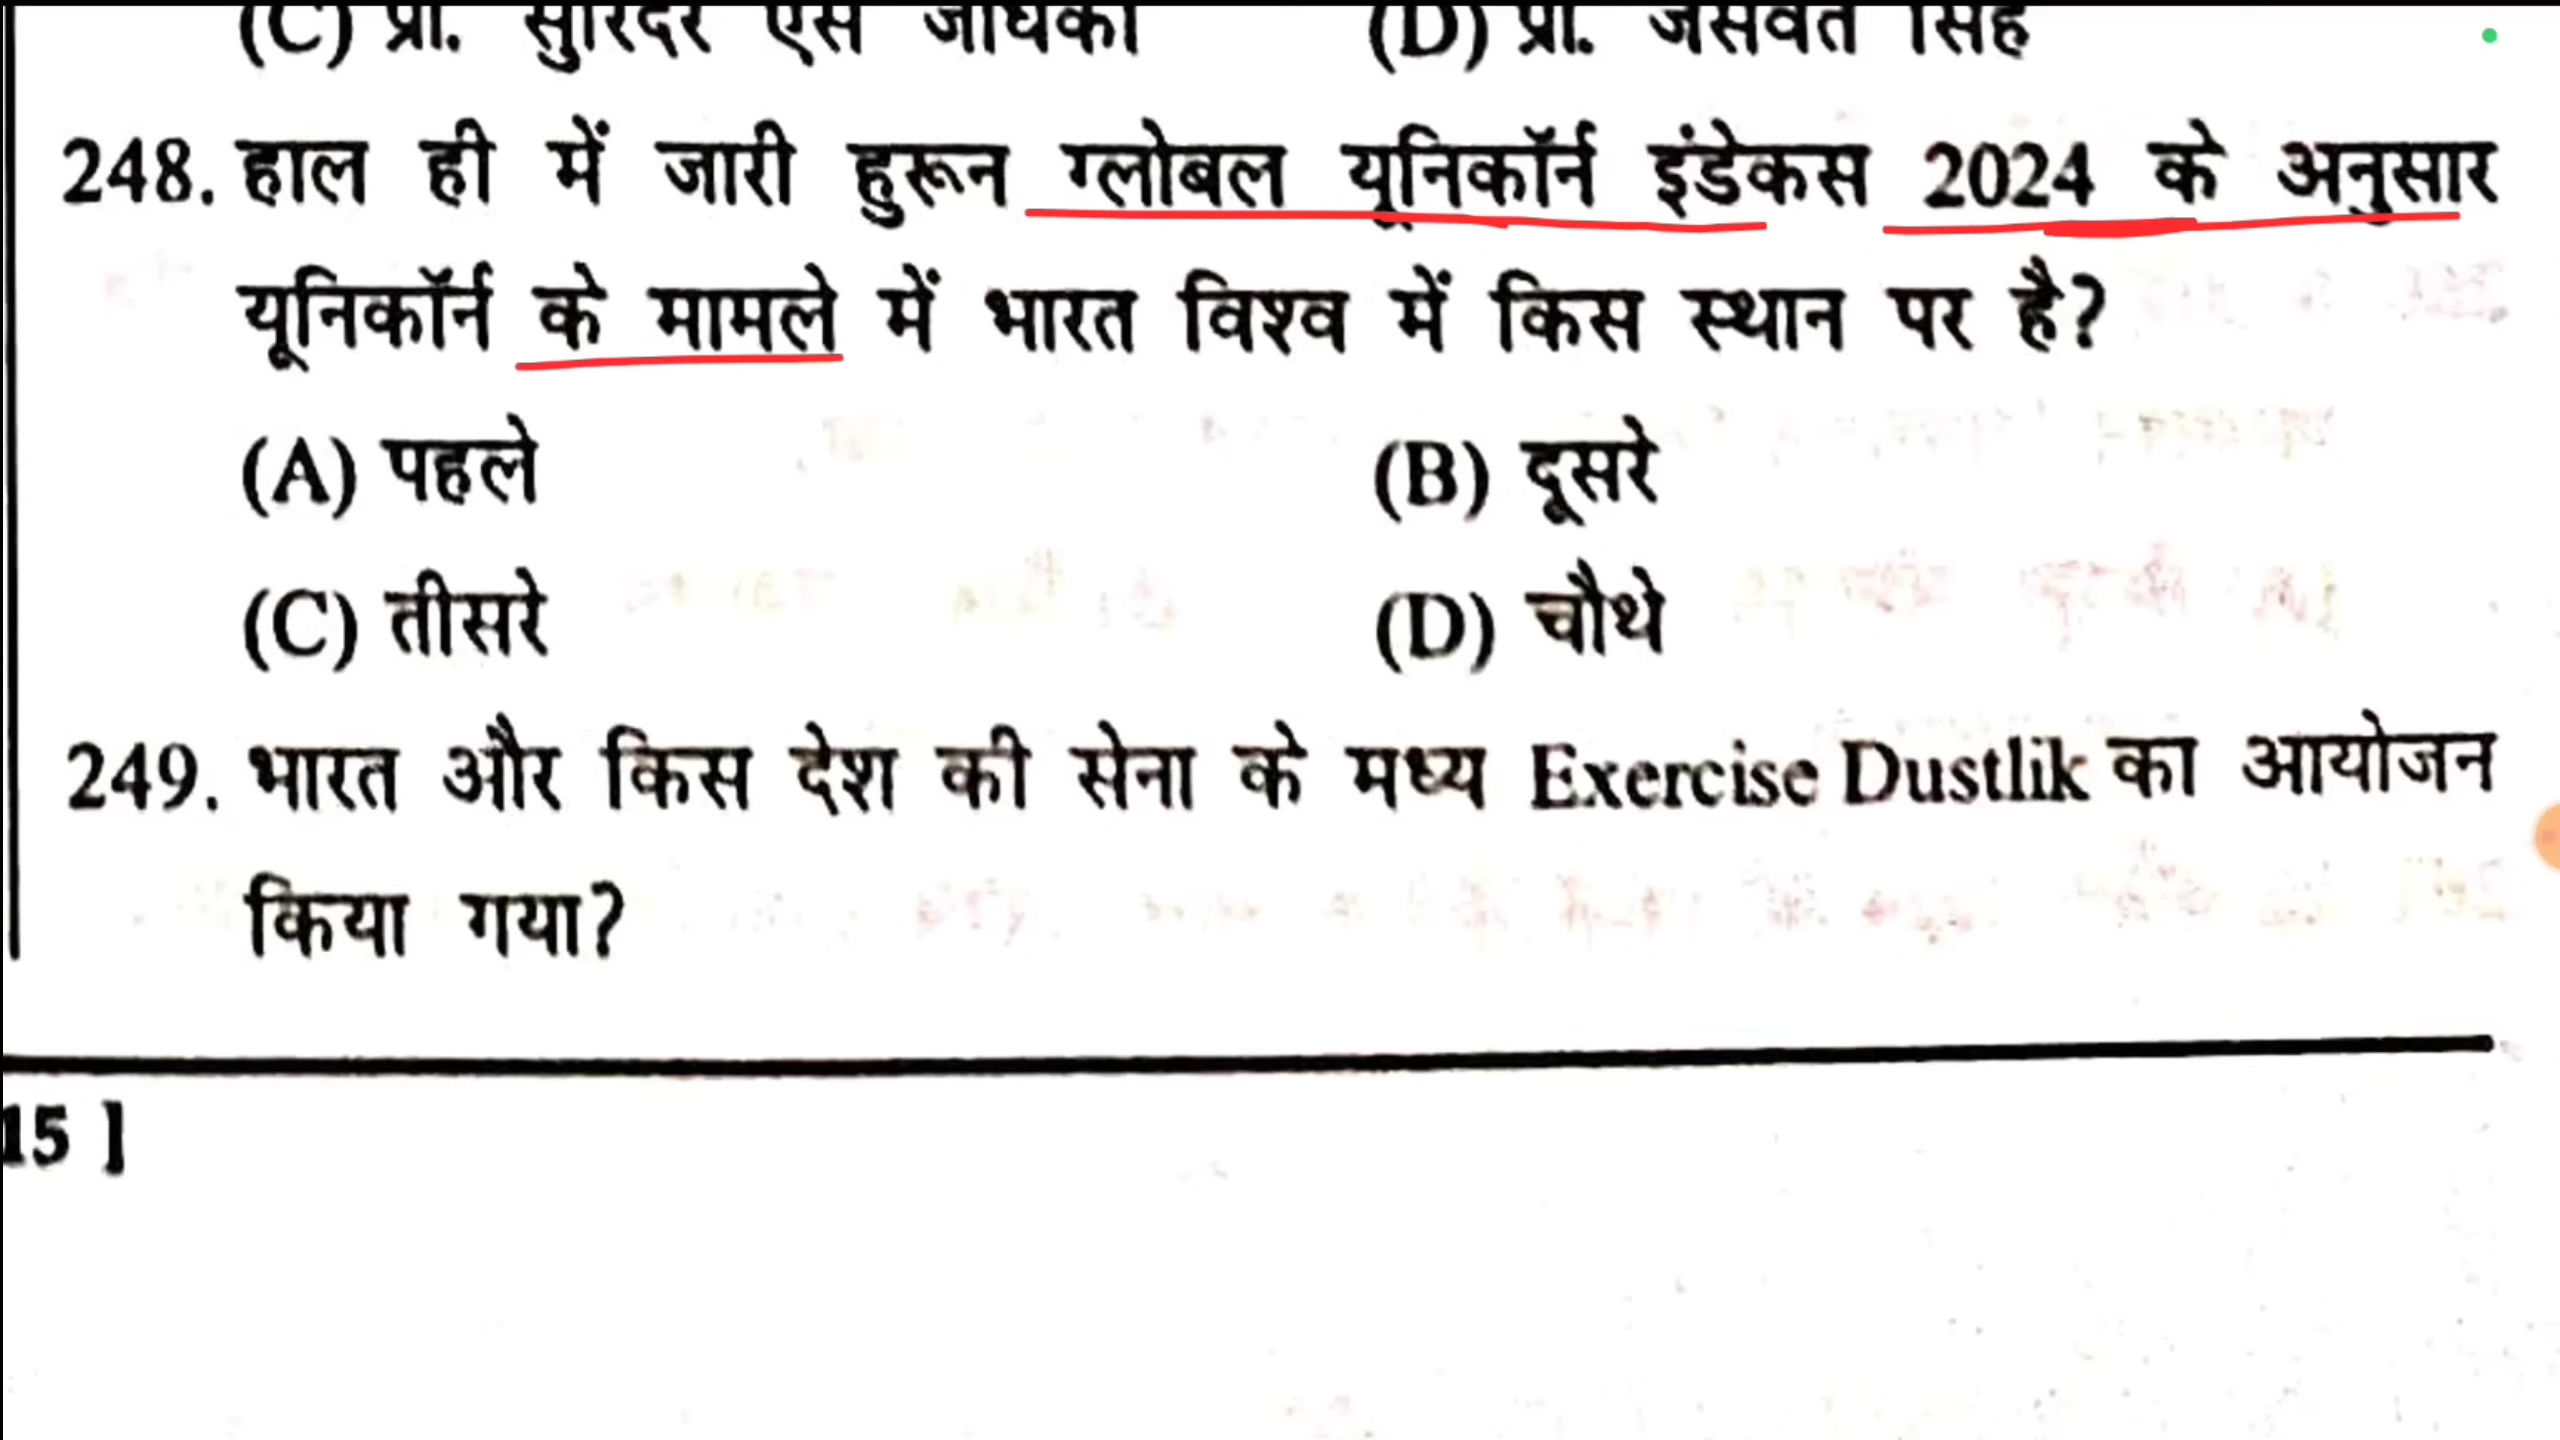 (C) प्रो. सुरिंदर एस जोधका (D) प्रो. जसवंत सिंह
248. हाल ही में जारी हुरून ग्लोबल यूनिकॉर्न इंडेकस 2024 के अनुसार
यूनिकॉर्न के मामले में भारत विश्व में किस स्थान पर है?
(A) पहले (B) दूसरे
(C) तीसरे (D) चौथे
249. भारत और किस देश की सेना के मध्य Exercise Dustlik का आयोजन
किया गया?
15 ]